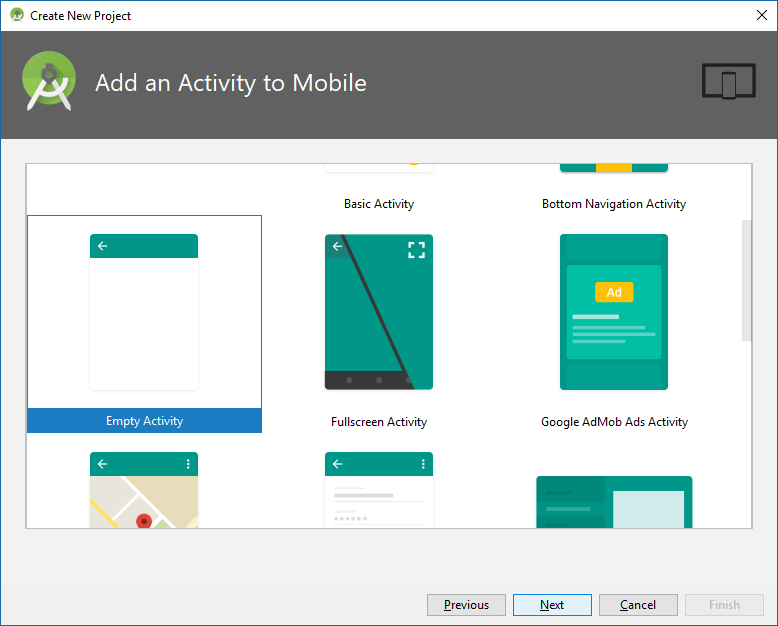 Create New Project
Add an Activity to Mobile
Basic Activity
Bottom Navigation Activity
Ad
Empty Activity
Fullscreen Activity
Google AdMob Ads Activity
Previous
Next
Cancel
Finish